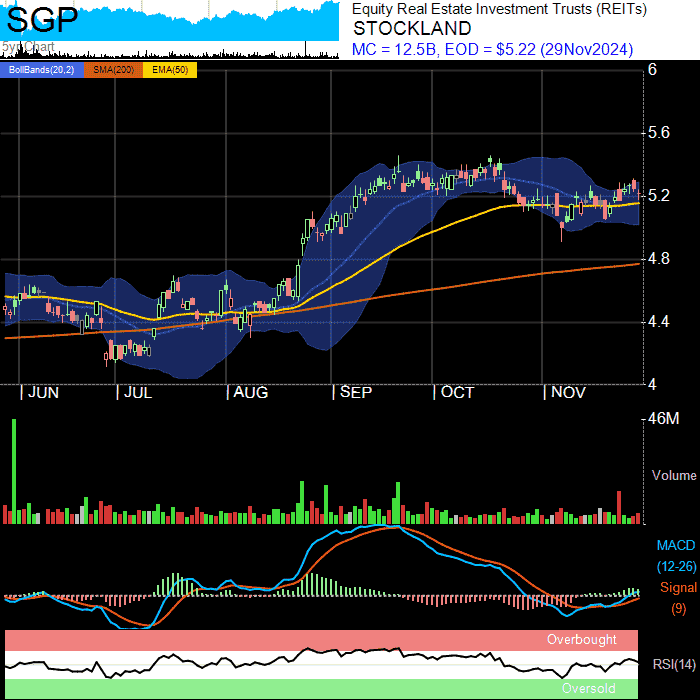 SGP
5yr Chart
Equity Real Estate Investment Trusts (REITs)
STOCKLAND
MC = 12.5B, EOD = $5.22 (29Nov2024)
BollBands(20,2) SMA(200) EMA(50)
6
5.6
5.2
4.8
4.4
4
JUN JUL AUG SEP OCT NOV
46M
Volume
MACD
(12-26)
Signal
(9)
Overbought
RSI(14)
Oversold